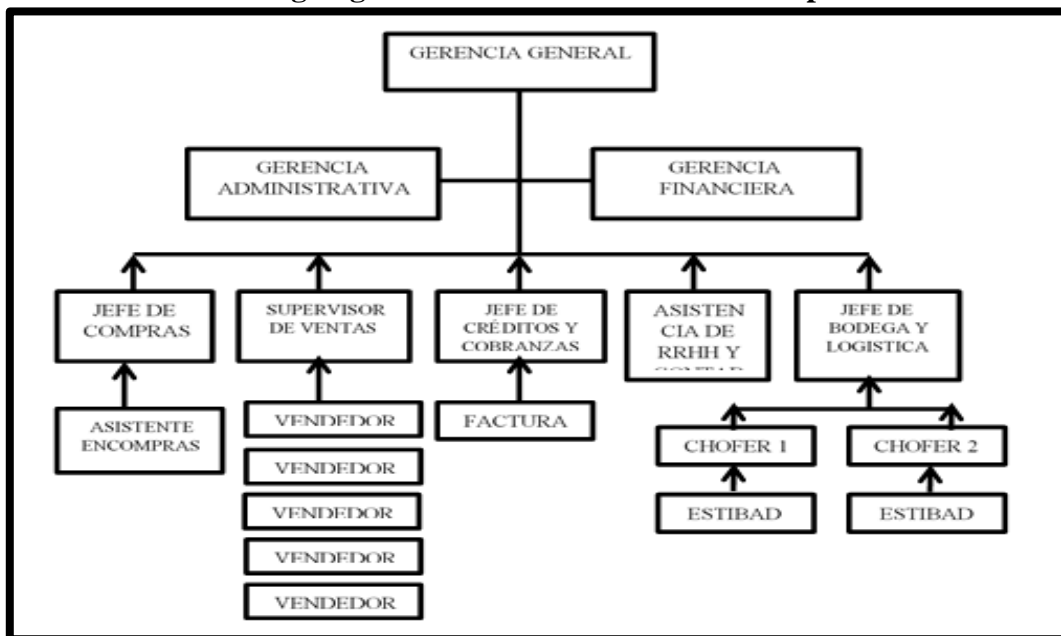 GERENCIA GENERAL
GERENCIA
ADMINISTRATIVA
GERENCIA
FINANCIERA
JEFE DE
COMPRAS
SUPERVISOR
DE VENTAS
JEFE DE
CRÉDITOS Y
COBRANZAS
ASISTEN
CIA DE
RRHH Y
JEFE DE
BODEGA Y
LOGISTICA
ASISTENTE
ENCOMPRAS
VENDEDOR
VENDEDOR
VENDEDOR
VENDEDOR
VENDEDOR
FACTURA
CHOFER 1
CHOFER 2
ESTIBAD
ESTIBAD